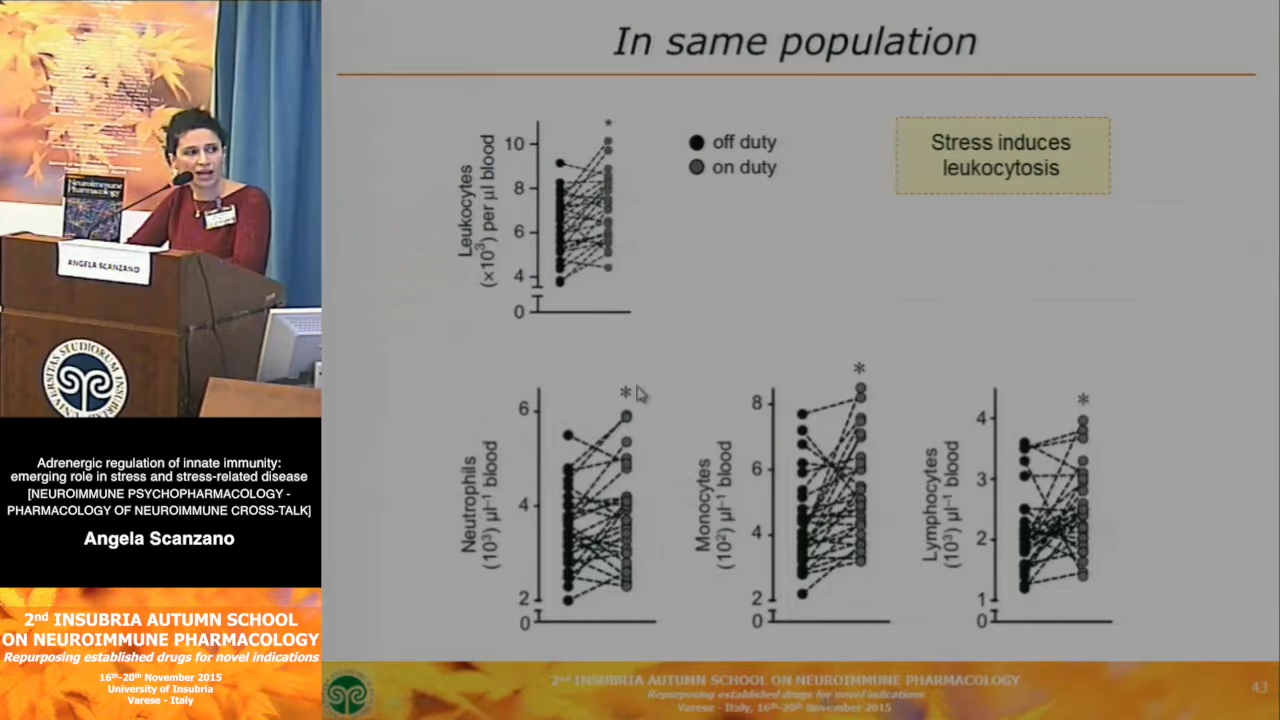 In same population
Neuroimmune
Pharmacology
ANGELA SCANZANO
Adrenergic regulation of innate immunity:
emerging role in stress and stress-related disease
[NEUROIMMUNE PSYCHOPHARMACOLOGY -
PHARMACOLOGY OF NEUROIMMUNE CROSS-TALK]
Angela Scanzano
2nd INSUBRIA AUTUMN SCHOOL
ON NEUROIMMUNE PHARMACOLOGY
Repurposing established drugs for novel indications
16th-20th November 2015
University of Insubria
Varese - Italy
Leukocytes
(×10³) per µl blood
10
8
6
4
0
*
off duty
on duty
Stress induces
leukocytosis
Neutrophils
(10³) µl⁻¹ blood
6
4
2
0
*
Monocytes
(10²) µl⁻¹ blood
8
6
4
2
0
*
Lymphocytes
(10³) µl⁻¹ blood
4
3
2
1
0
*
2nd INSUBRIA AUTUMN SCHOOL ON NEUROIMMUNE PHARMACOLOGY
Repurposing established drugs for novel indications
Varese - Italy, 16th-20th November 2015
43